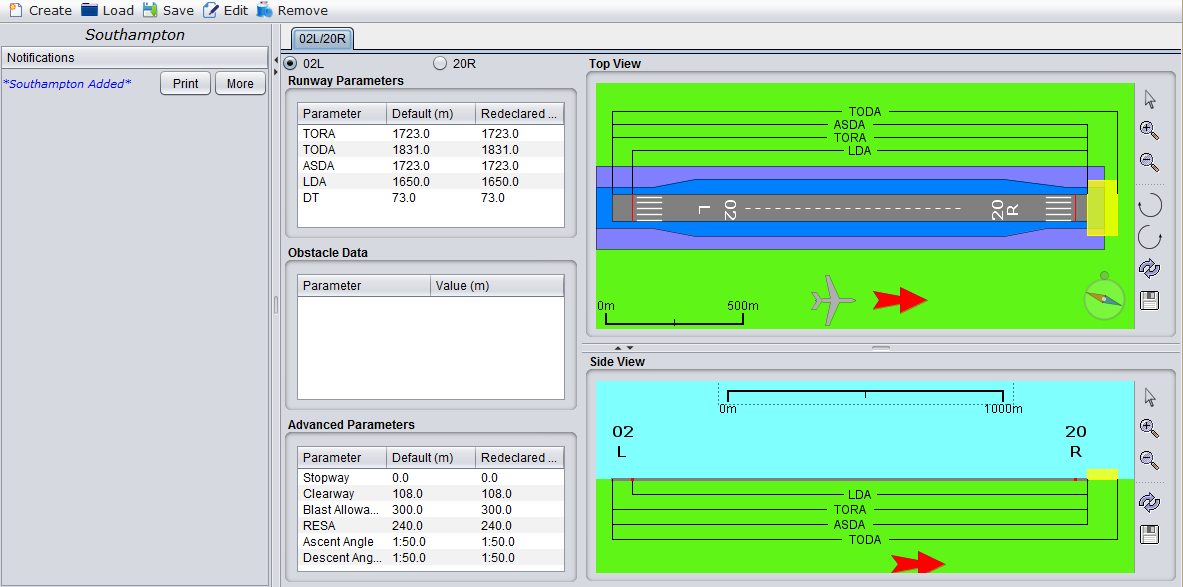 Create Load Save Edit Remove
Southampton
Notifications
*Southampton Added* Print More
02L/20R
02L 20R
Runway Parameters
Parameter Default (m) Redeclared ...
TORA 1723.0 1723.0
TODA 1831.0 1831.0
ASDA 1723.0 1723.0
LDA 1650.0 1650.0
DT 73.0 73.0
Obstacle Data
Parameter Value (m)
Advanced Parameters
Parameter Default (m) Redeclared ...
Stopway 0.0 0.0
Clearway 108.0 108.0
Blast Allowa... 300.0 300.0
RESA 240.0 240.0
Ascent Angle 1:50.0 1:50.0
Descent Ang... 1:50.0 1:50.0
Top View
TODA
ASDA
TORA
LDA
L 02 20 R
0m 500m
Side View
0m 1000m
02 20
L R
LDA
TORA
ASDA
TODA